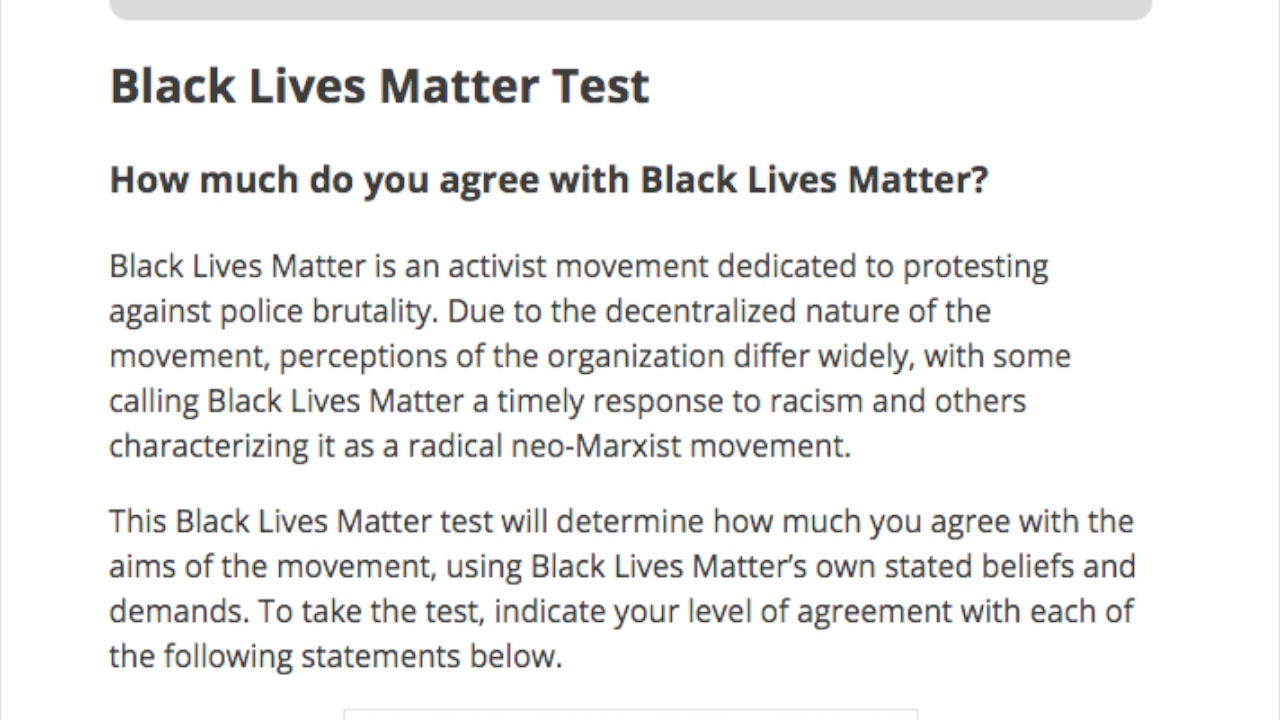 Black Lives Matter Test
How much do you agree with Black Lives Matter?
Black Lives Matter is an activist movement dedicated to protesting
against police brutality. Due to the decentralized nature of the
movement, perceptions of the organization differ widely, with some
calling Black Lives Matter a timely response to racism and others
characterizing it as a radical neo-Marxist movement.
This Black Lives Matter test will determine how much you agree with the
aims of the movement, using Black Lives Matter’s own stated beliefs and
demands. To take the test, indicate your level of agreement with each of
the following statements below.